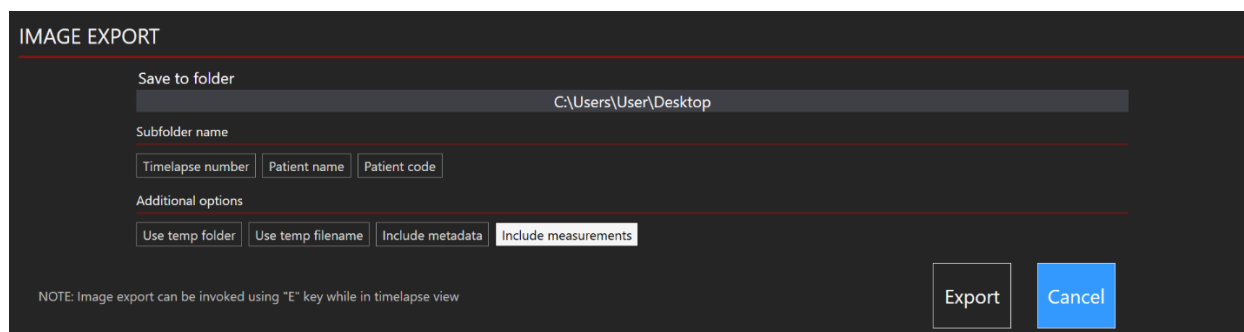 IMAGE EXPORT
Save to folder
C:\Users\User\Desktop
Subfolder name
Timelapse number Patient name Patient code
Additional options
Use temp folder Use temp filename Include metadata Include measurements
NOTE: Image export can be invoked using "E" key while in timelapse view
Export Cancel